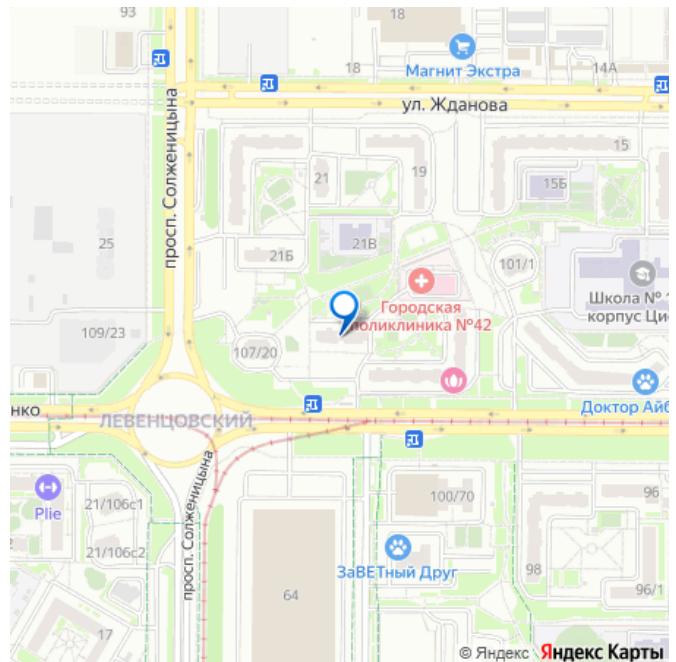 93
18
Магнит Экстра
18
14А
ул. Жданова
просп. Солженицына
15
19
21
15Б
21В
25
21Б
101/1
Городская
поликлиника №42
Школа №
корпус Ци
109/23
107/20
Доктор Айб
нко
ЛЕВЕНЦОВСКИЙ
просп. Солженицына
Plie
21/106с1
100/70
96
21/106с2
ЗаВЕТный Друг
98
64
96/1
17
© Яндекс Яндекс Карты